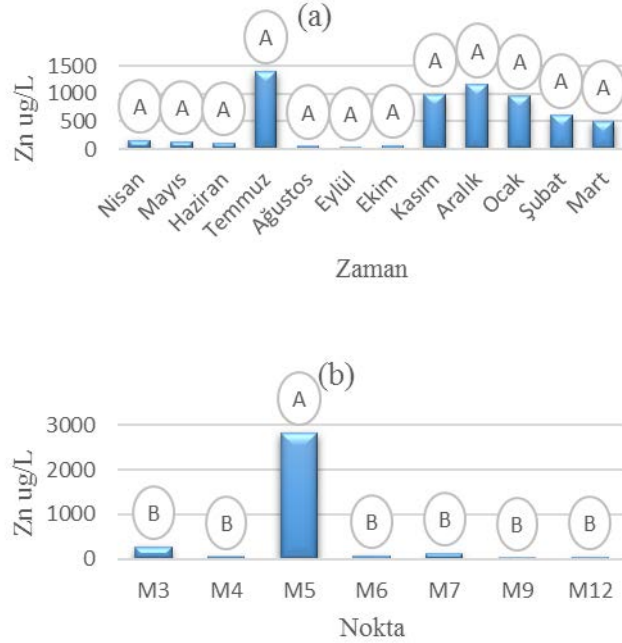 (a)
Zn ug/L
1500
1000
500
0
A A A A A A A A A A A A
Nisan Mayıs Haziran Temmuz Ağustos Eylül Ekim Kasım Aralık Ocak Şubat Mart
Zaman
(b)
Zn ug/L
3000
2000
1000
0
B B A B B B B
M3 M4 M5 M6 M7 M9 M12
Nokta